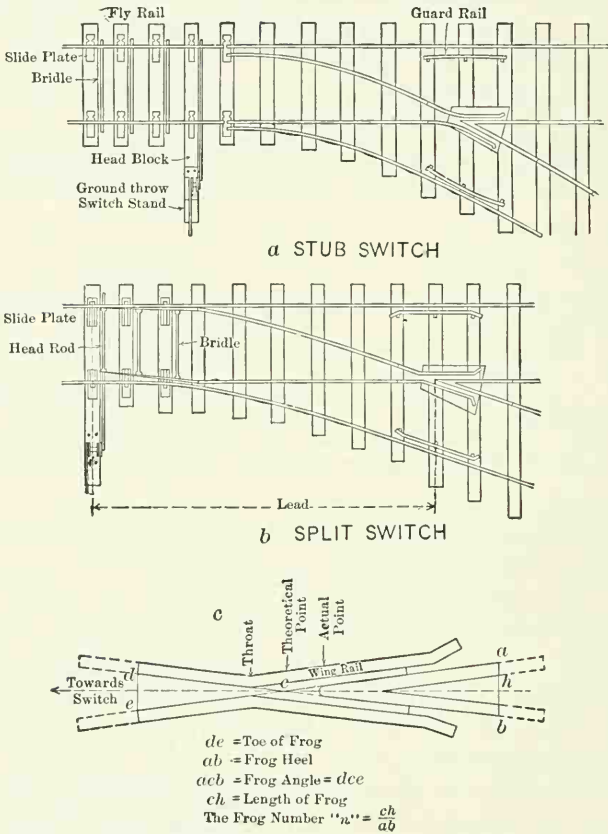 Fly Rail
Guard Rail
Slide Plate
Bridle
Head Block
Ground throw
Switch Stand
a STUB SWITCH
Slide Plate
Head Rod
Bridle
Lead
b SPLIT SWITCH
c
Throat
Theoretical
Point
Actual
Point
Wing Rail
a
d
c
h
Towards
Switch
e
b
de = Toe of Frog
ab = Frog Heel
acb = Frog Angle = dce
ch = Length of Frog
The Frog Number "n" = ch/ab